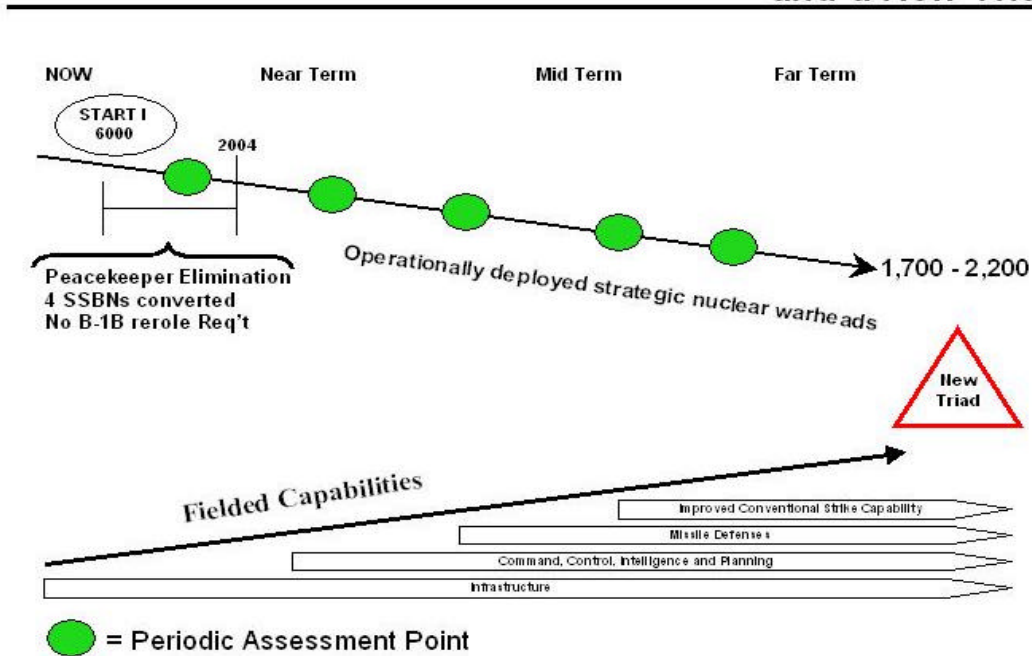 NOW Near Term Mid Term Far Term
START I
6000
2004
Peacekeeper Elimination
4 SSBNs converted
No B-1B rerole Req't
Operationally deployed strategic nuclear warheads
1,700 - 2,200
New
Triad
Fielded Capabilities
Improved Conventional Strike Capability
Missile Defenses
Command, Control, Intelligence and Planning
Infrastructure
= Periodic Assessment Point